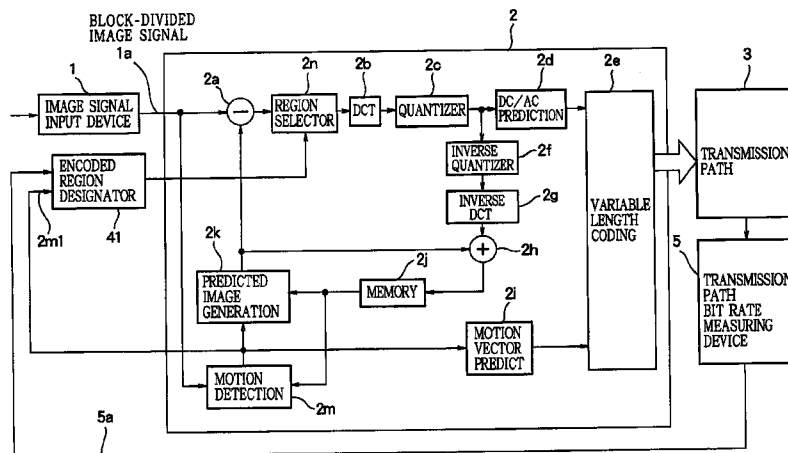 BLOCK-DIVIDED
IMAGE SIGNAL
1a
2
1
2a
2n
2b
2c
2d
2e
3
IMAGE SIGNAL
INPUT DEVICE
REGION
SELECTOR
DCT
QUANTIZER
DC/AC
PREDICTION
ENCODED
REGION
DESIGNATOR
INVERSE
QUANTIZER
2f
TRANSMISSION
PATH
2m1
41
INVERSE
DCT
2g
VARIABLE
LENGTH
CODING
2k
2h
PREDICTED
IMAGE
GENERATION
2j
MEMORY
5
TRANSMISSION
PATH
BIT RATE
MEASURING
DEVICE
2i
MOTION
VECTOR
PREDICT
MOTION
DETECTION
2m
5a